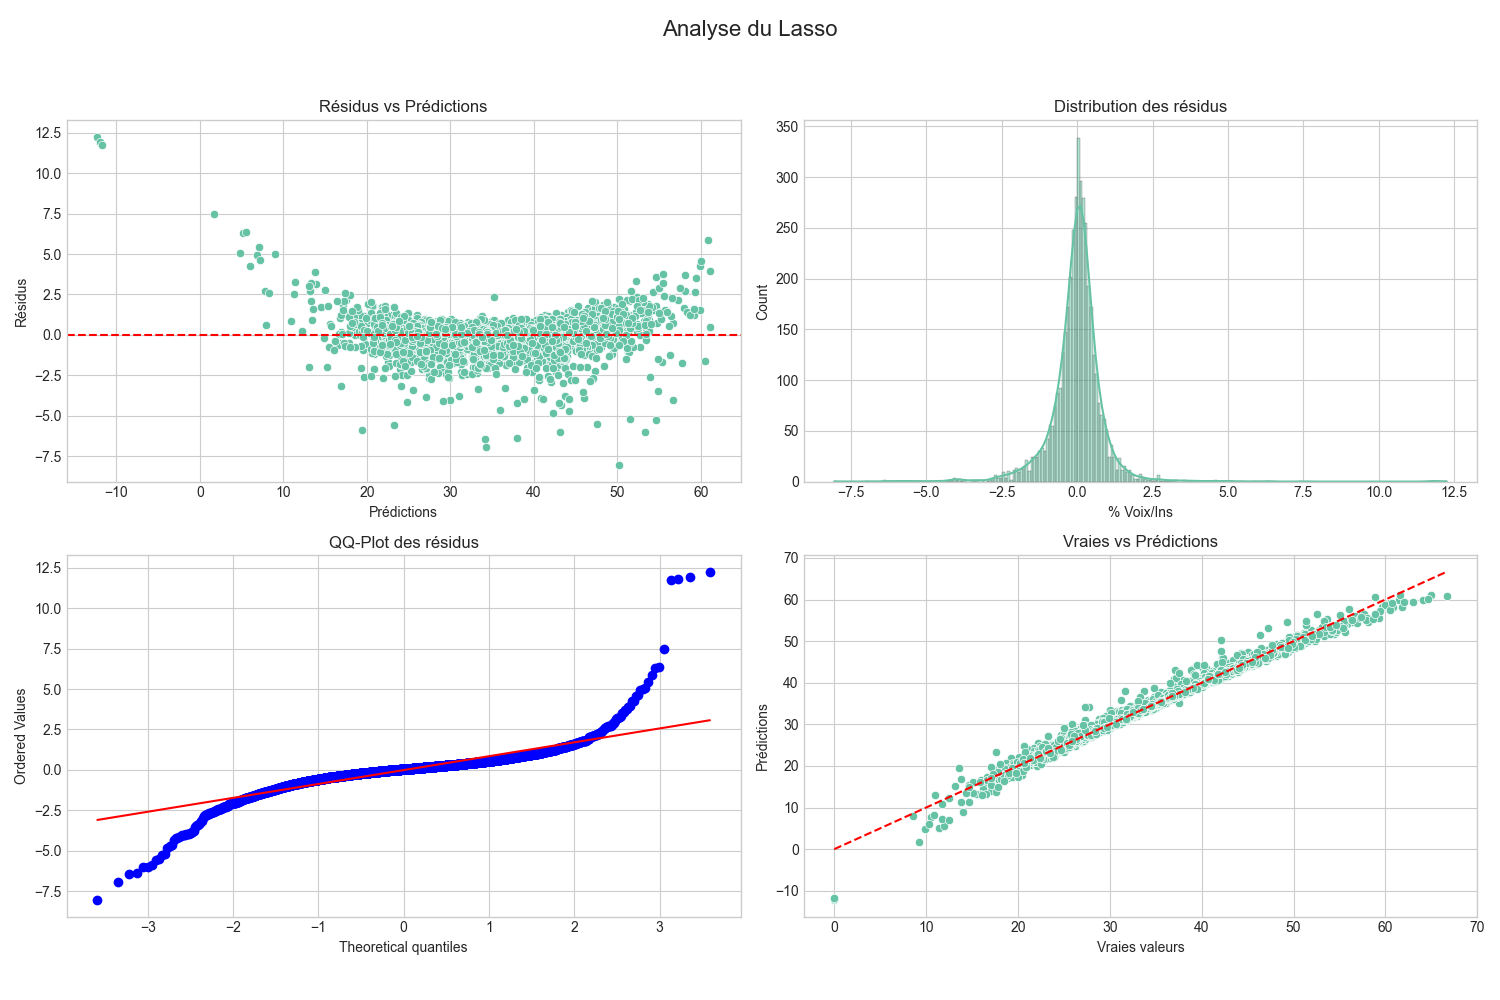 Analyse du Lasso
Résidus vs Prédictions
12.5
10.0
7.5
5.0
2.5
0.0
−2.5
−5.0
−7.5
Résidus
−10 0 10 20 30 40 50 60
Prédictions
Distribution des résidus
350
300
250
200
150
100
50
0
Count
−7.5 −5.0 −2.5 0.0 2.5 5.0 7.5 10.0 12.5
% Voix/Ins
QQ-Plot des résidus
12.5
10.0
7.5
5.0
2.5
0.0
−2.5
−5.0
−7.5
Ordered Values
−3 −2 −1 0 1 2 3
Theoretical quantiles
Vraies vs Prédictions
70
60
50
40
30
20
10
0
−10
Prédictions
0 10 20 30 40 50 60 70
Vraies valeurs